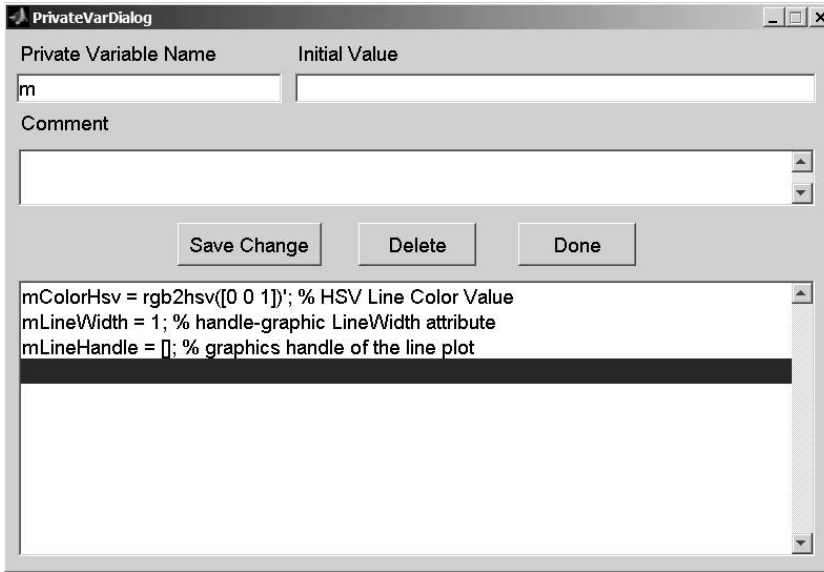 PrivateVarDialog
Private Variable Name Initial Value
m
Comment
Save Change Delete Done
mColorHsv = rgb2hsv([0 0 1])'; % HSV Line Color Value
mLineWidth = 1; % handle-graphic LineWidth attribute
mLineHandle = []; % graphics handle of the line plot